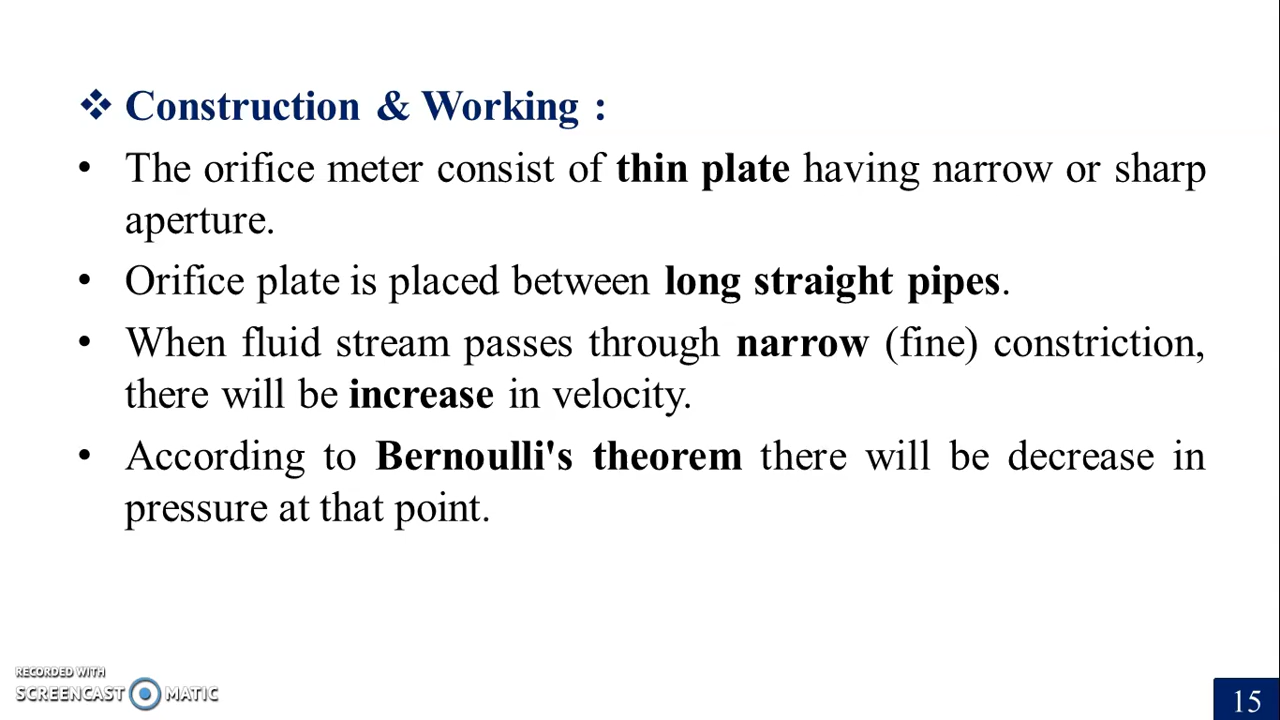 ❖ Construction & Working :
• The orifice meter consist of thin plate having narrow or sharp
aperture.
• Orifice plate is placed between long straight pipes.
• When fluid stream passes through narrow (fine) constriction,
there will be increase in velocity.
• According to Bernoulli's theorem there will be decrease in
pressure at that point.
RECORDED WITH
SCREENCAST MATIC
15